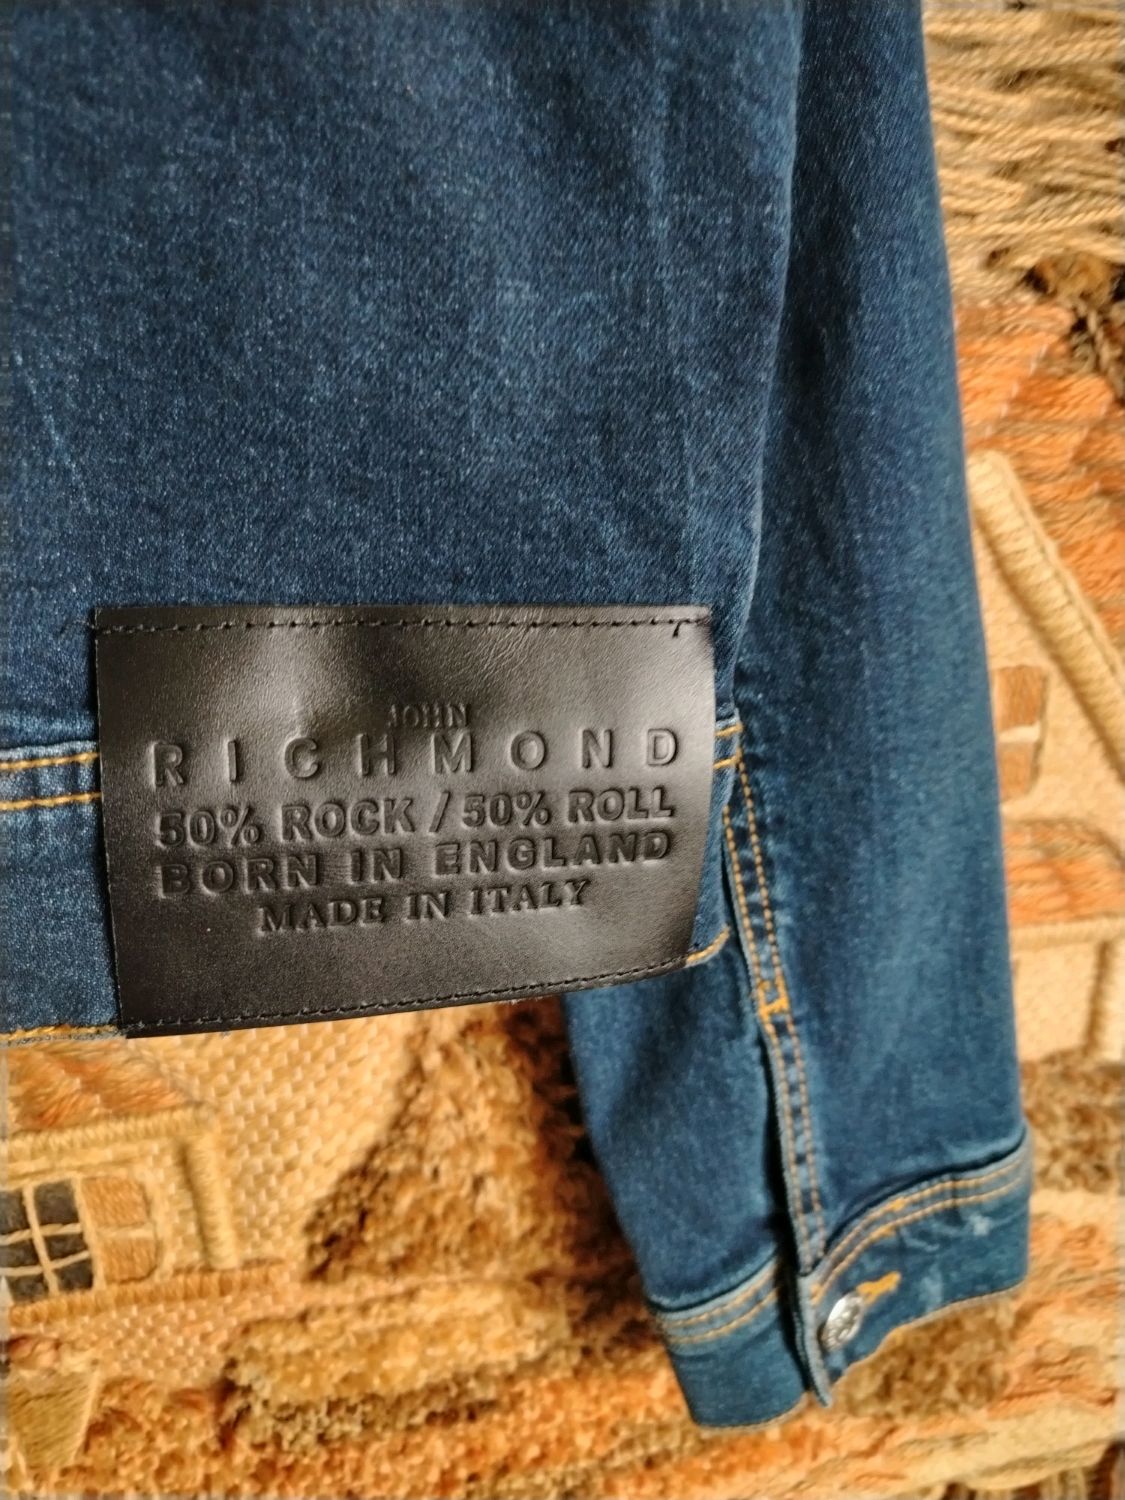 JOHN
RICHMOND
50% ROCK / 50% ROLL
BORN IN ENGLAND
MADE IN ITALY